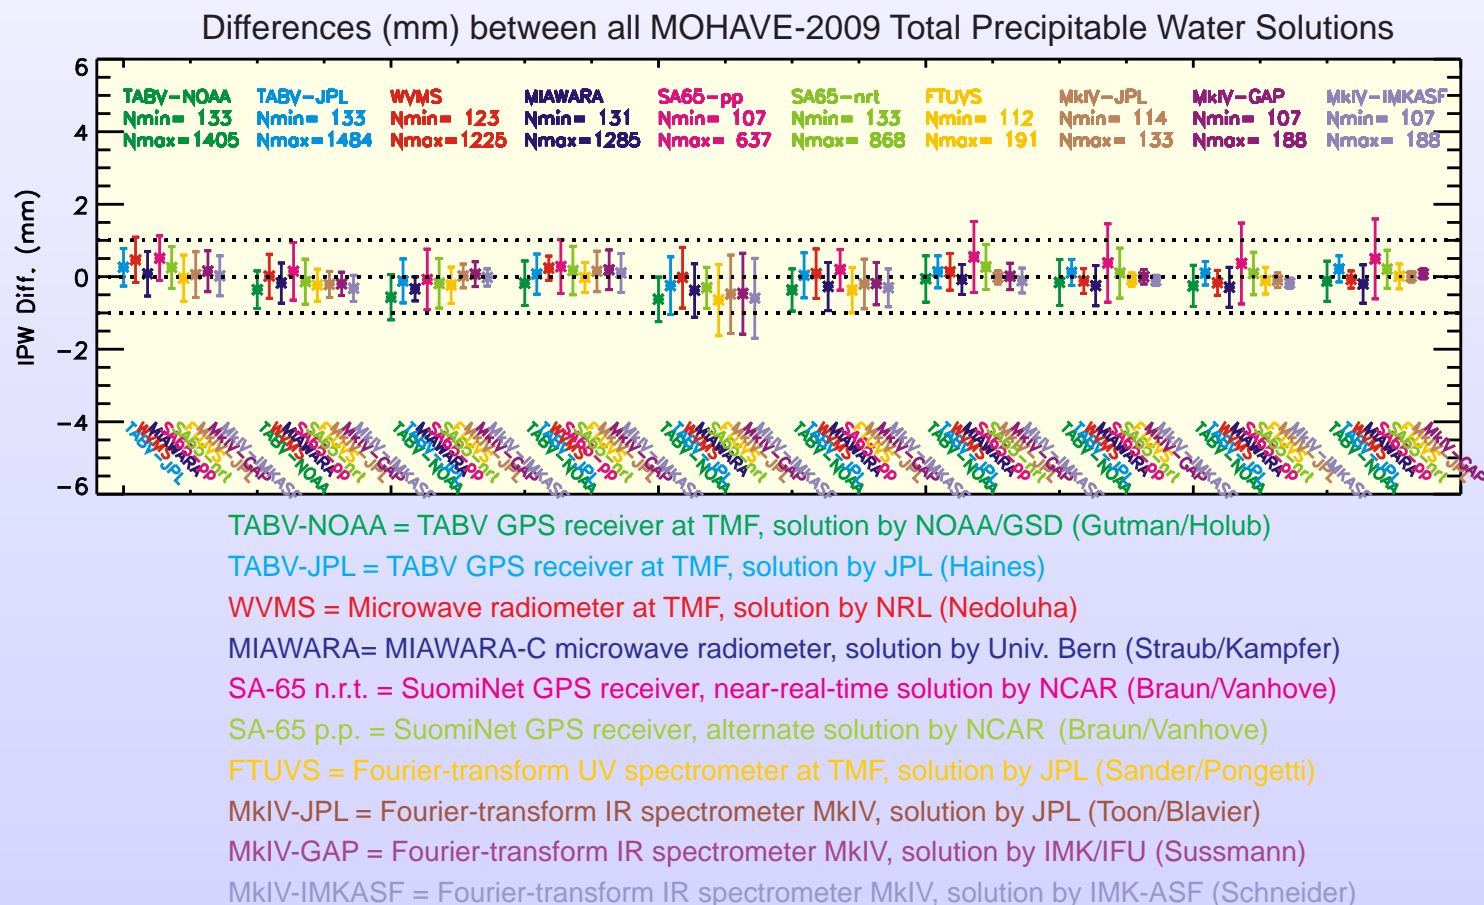 Differences (mm) between all MOHAVE-2009 Total Precipitable Water Solutions
6
4
2
0
−2
−4
−6
IPW Diff. (mm)
TABV−NOAA
Nmin= 133
Nmax=1405
TABV−JPL
Nmin= 133
Nmax=1484
WVMS
Nmin= 123
Nmax=1225
MIAWARA
Nmin= 131
Nmax=1285
SA65−pp
Nmin= 107
Nmax= 637
SA65−nrt
Nmin= 133
Nmax= 868
FTUVS
Nmin= 112
Nmax= 191
MkIV−JPL
Nmin= 114
Nmax= 133
MkIV−GAP
Nmin= 107
Nmax= 188
MkIV−IMKASF
Nmin= 107
Nmax= 188
TABV-NOAA = TABV GPS receiver at TMF, solution by NOAA/GSD (Gutman/Holub)
TABV-JPL = TABV GPS receiver at TMF, solution by JPL (Haines)
WVMS = Microwave radiometer at TMF, solution by NRL (Nedoluha)
MIAWARA= MIAWARA-C microwave radiometer, solution by Univ. Bern (Straub/Kampfer)
SA-65 n.r.t. = SuomiNet GPS receiver, near-real-time solution by NCAR (Braun/Vanhove)
SA-65 p.p. = SuomiNet GPS receiver, alternate solution by NCAR (Braun/Vanhove)
FTUVS = Fourier-transform UV spectrometer at TMF, solution by JPL (Sander/Pongetti)
MkIV-JPL = Fourier-transform IR spectrometer MkIV, solution by JPL (Toon/Blavier)
MkIV-GAP = Fourier-transform IR spectrometer MkIV, solution by IMK/IFU (Sussmann)
MkIV-IMKASF = Fourier-transform IR spectrometer MkIV, solution by IMK-ASF (Schneider)